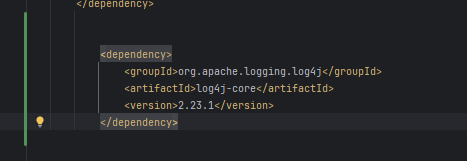 </dependency>
<dependency>
<groupId>org.apache.logging.log4j</groupId>
<artifactId>log4j-core</artifactId>
<version>2.23.1</version>
</dependency>